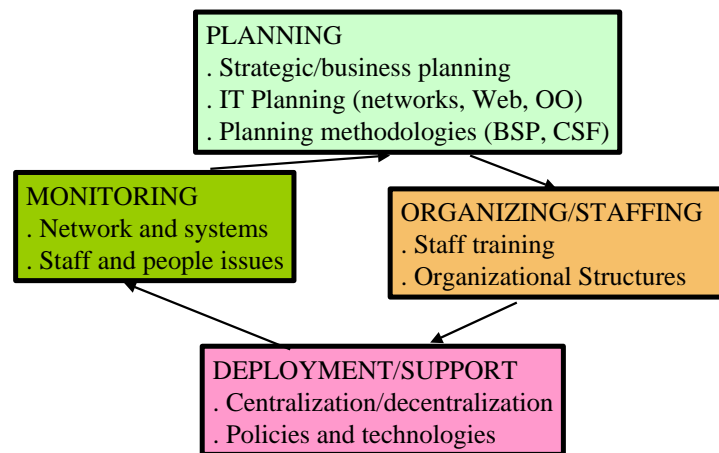 PLANNING
. Strategic/business planning
. IT Planning (networks, Web, OO)
. Planning methodologies (BSP, CSF)
MONITORING
. Network and systems
. Staff and people issues
ORGANIZING/STAFFING
. Staff training
. Organizational Structures
DEPLOYMENT/SUPPORT
. Centralization/decentralization
. Policies and technologies